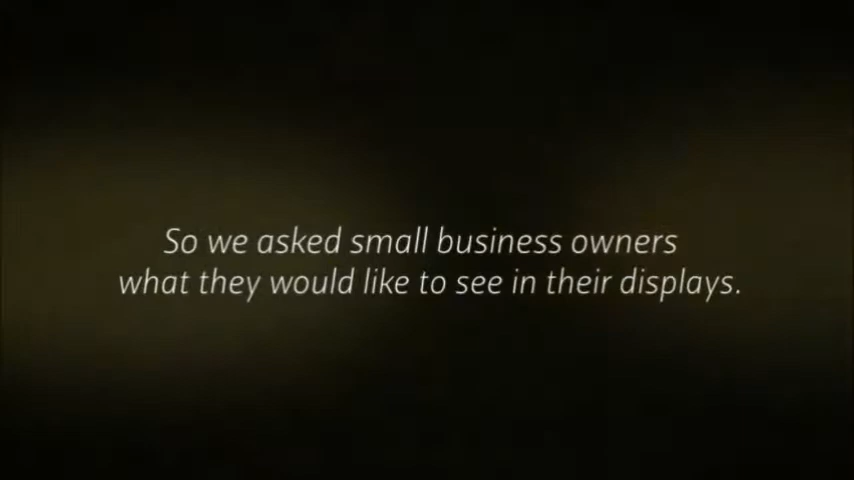 So we asked small business owners
what they would like to see in their displays.